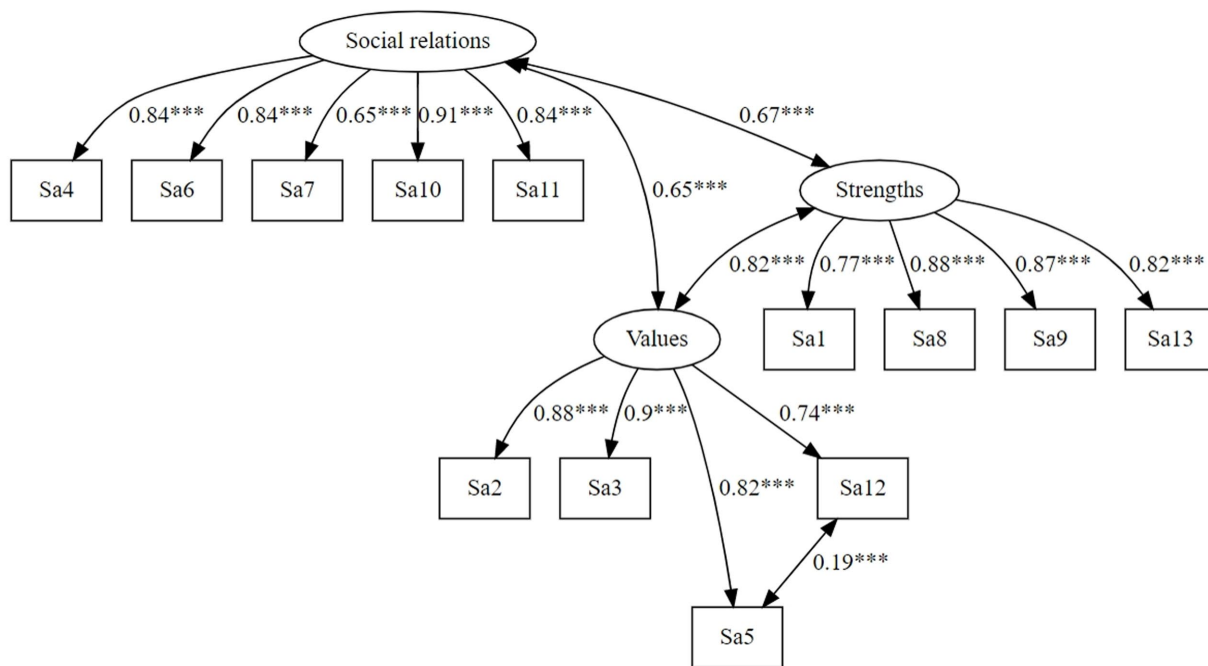 Social relations
0.84*** 0.84*** 0.65*** 0.91*** 0.84*** 0.67***
Sa4 Sa6 Sa7 Sa10 Sa11 0.65*** Strengths
0.82*** 0.77*** 0.88*** 0.87*** 0.82***
Values Sa1 Sa8 Sa9 Sa13
0.88*** 0.9*** 0.74***
Sa2 Sa3 0.82*** Sa12
0.19***
Sa5